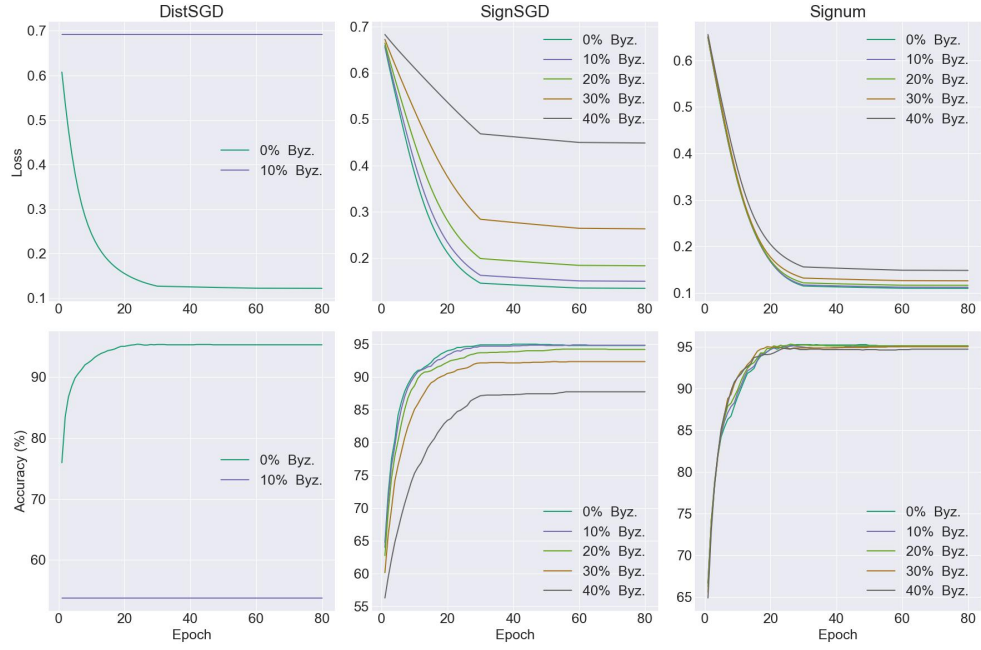 DistSGD
SignSGD
Signum
0.7
0.6
0.5
0.4
0.3
0.2
0.1
Loss
0% Byz.
10% Byz.
0.7
0.6
0.5
0.4
0.3
0.2
0% Byz.
10% Byz.
20% Byz.
30% Byz.
40% Byz.
0.6
0.5
0.4
0.3
0.2
0.1
0% Byz.
10% Byz.
20% Byz.
30% Byz.
40% Byz.
0 20 40 60 80
0 20 40 60 80
0 20 40 60 80
90
80
70
60
Accuracy (%)
0% Byz.
10% Byz.
0 20 40 60 80
Epoch
95
90
85
80
75
70
65
60
55
0% Byz.
10% Byz.
20% Byz.
30% Byz.
40% Byz.
0 20 40 60 80
Epoch
95
90
85
80
75
70
65
0% Byz.
10% Byz.
20% Byz.
30% Byz.
40% Byz.
0 20 40 60 80
Epoch